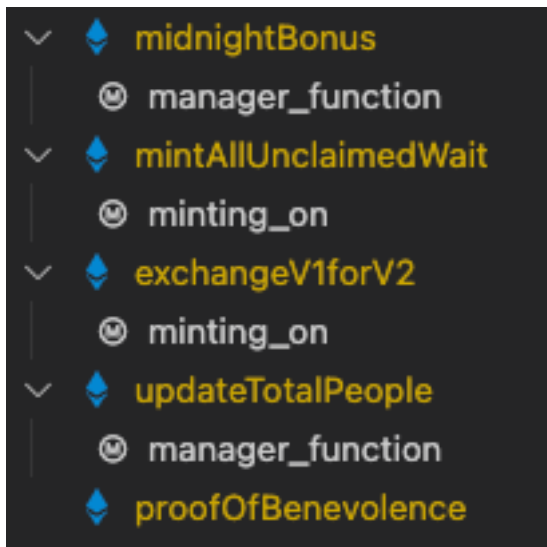 midnightBonus
manager_function
mintAllUnclaimedWait
minting_on
exchangeV1forV2
minting_on
updateTotalPeople
manager_function
proofOfBenevolence